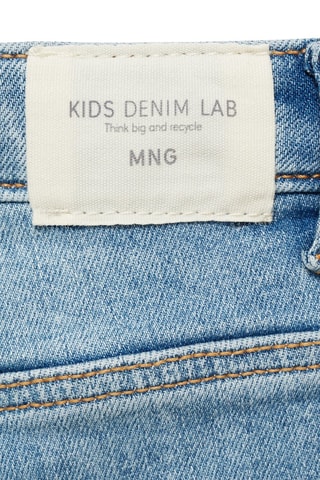 KIDS DENIM LAB
Think big and recycle
MNG